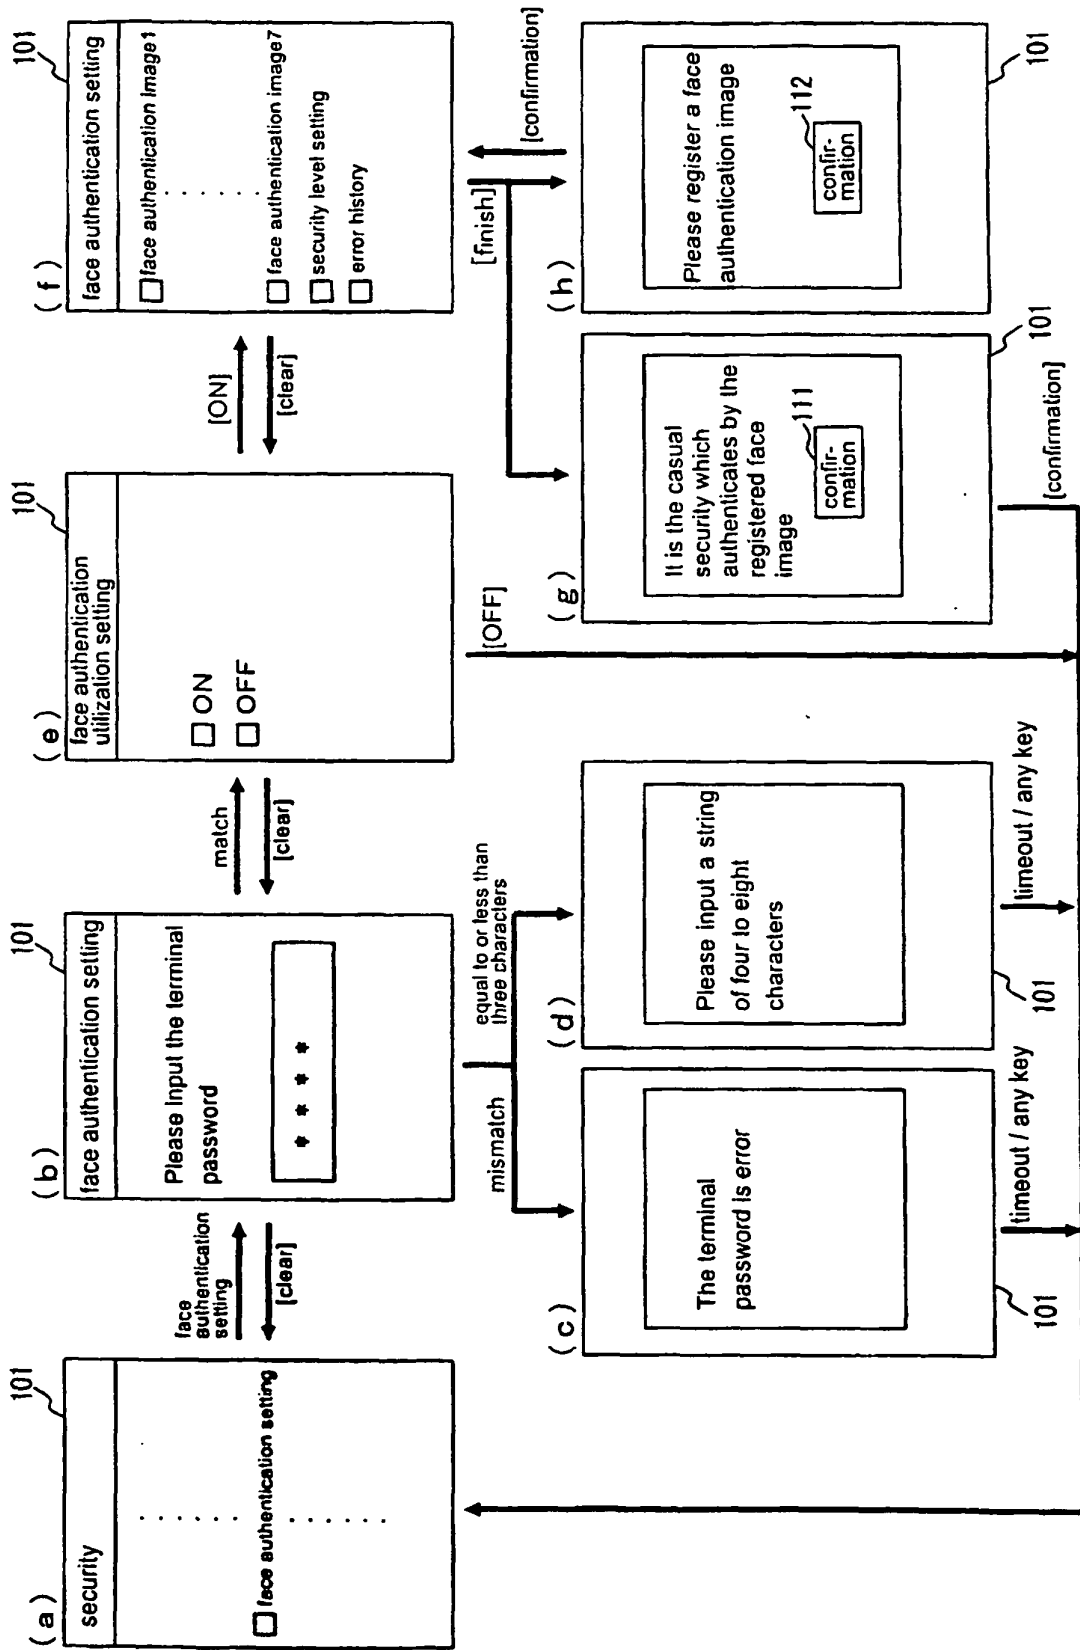 (a)
101
security
face authentication setting
face
authentication
setting
[clear]
(b)
101
face authentication setting
Please Input the terminal
password
* * * *
match
[clear]
(e)
101
face authentication
utilization setting
ON
OFF
[ON]
[clear]
(f)
101
face authentication setting
face authentication image1
face authentication image7
security level setting
error history
mismatch
equal to or less than
three characters
[OFF]
[finish]
[confirmation]
(c)
The terminal
password is error
101
timeout / any key
(d)
Please input a string
of four to eight
characters
101
timeout / any key
(g)
It is the casual
security which
authenticates by the
registered face
image
111
confir-
mation
101
[confirmation]
(h)
Please register a face
authentication image
112
confir-
mation
101